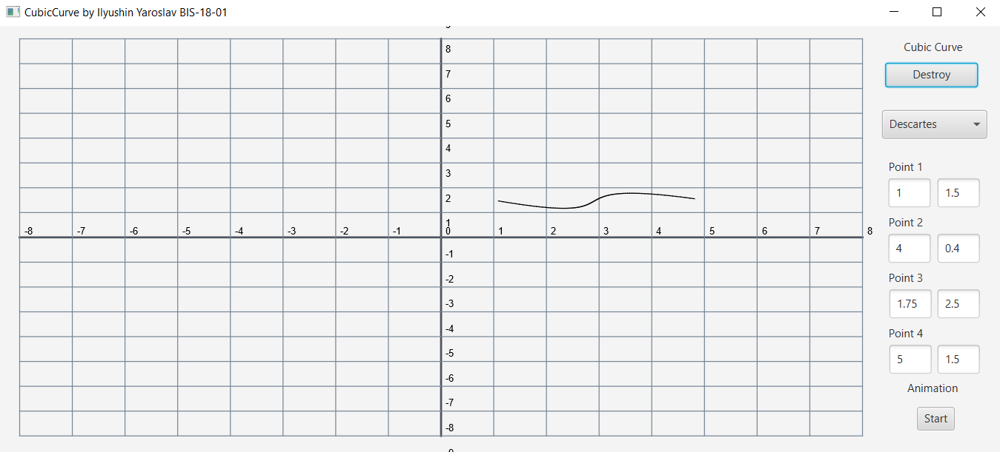 CubicCurve by Ilyushin Yaroslav BIS-18-01
8
7
6
5
4
3
2
1
-8 -7 -6 -5 -4 -3 -2 -1 0 1 2 3 4 5 6 7 8
-1
-2
-3
-4
-5
-6
-7
-8
Cubic Curve
Destroy
Descartes
Point 1
1 1.5
Point 2
4 0.4
Point 3
1.75 2.5
Point 4
5 1.5
Animation
Start